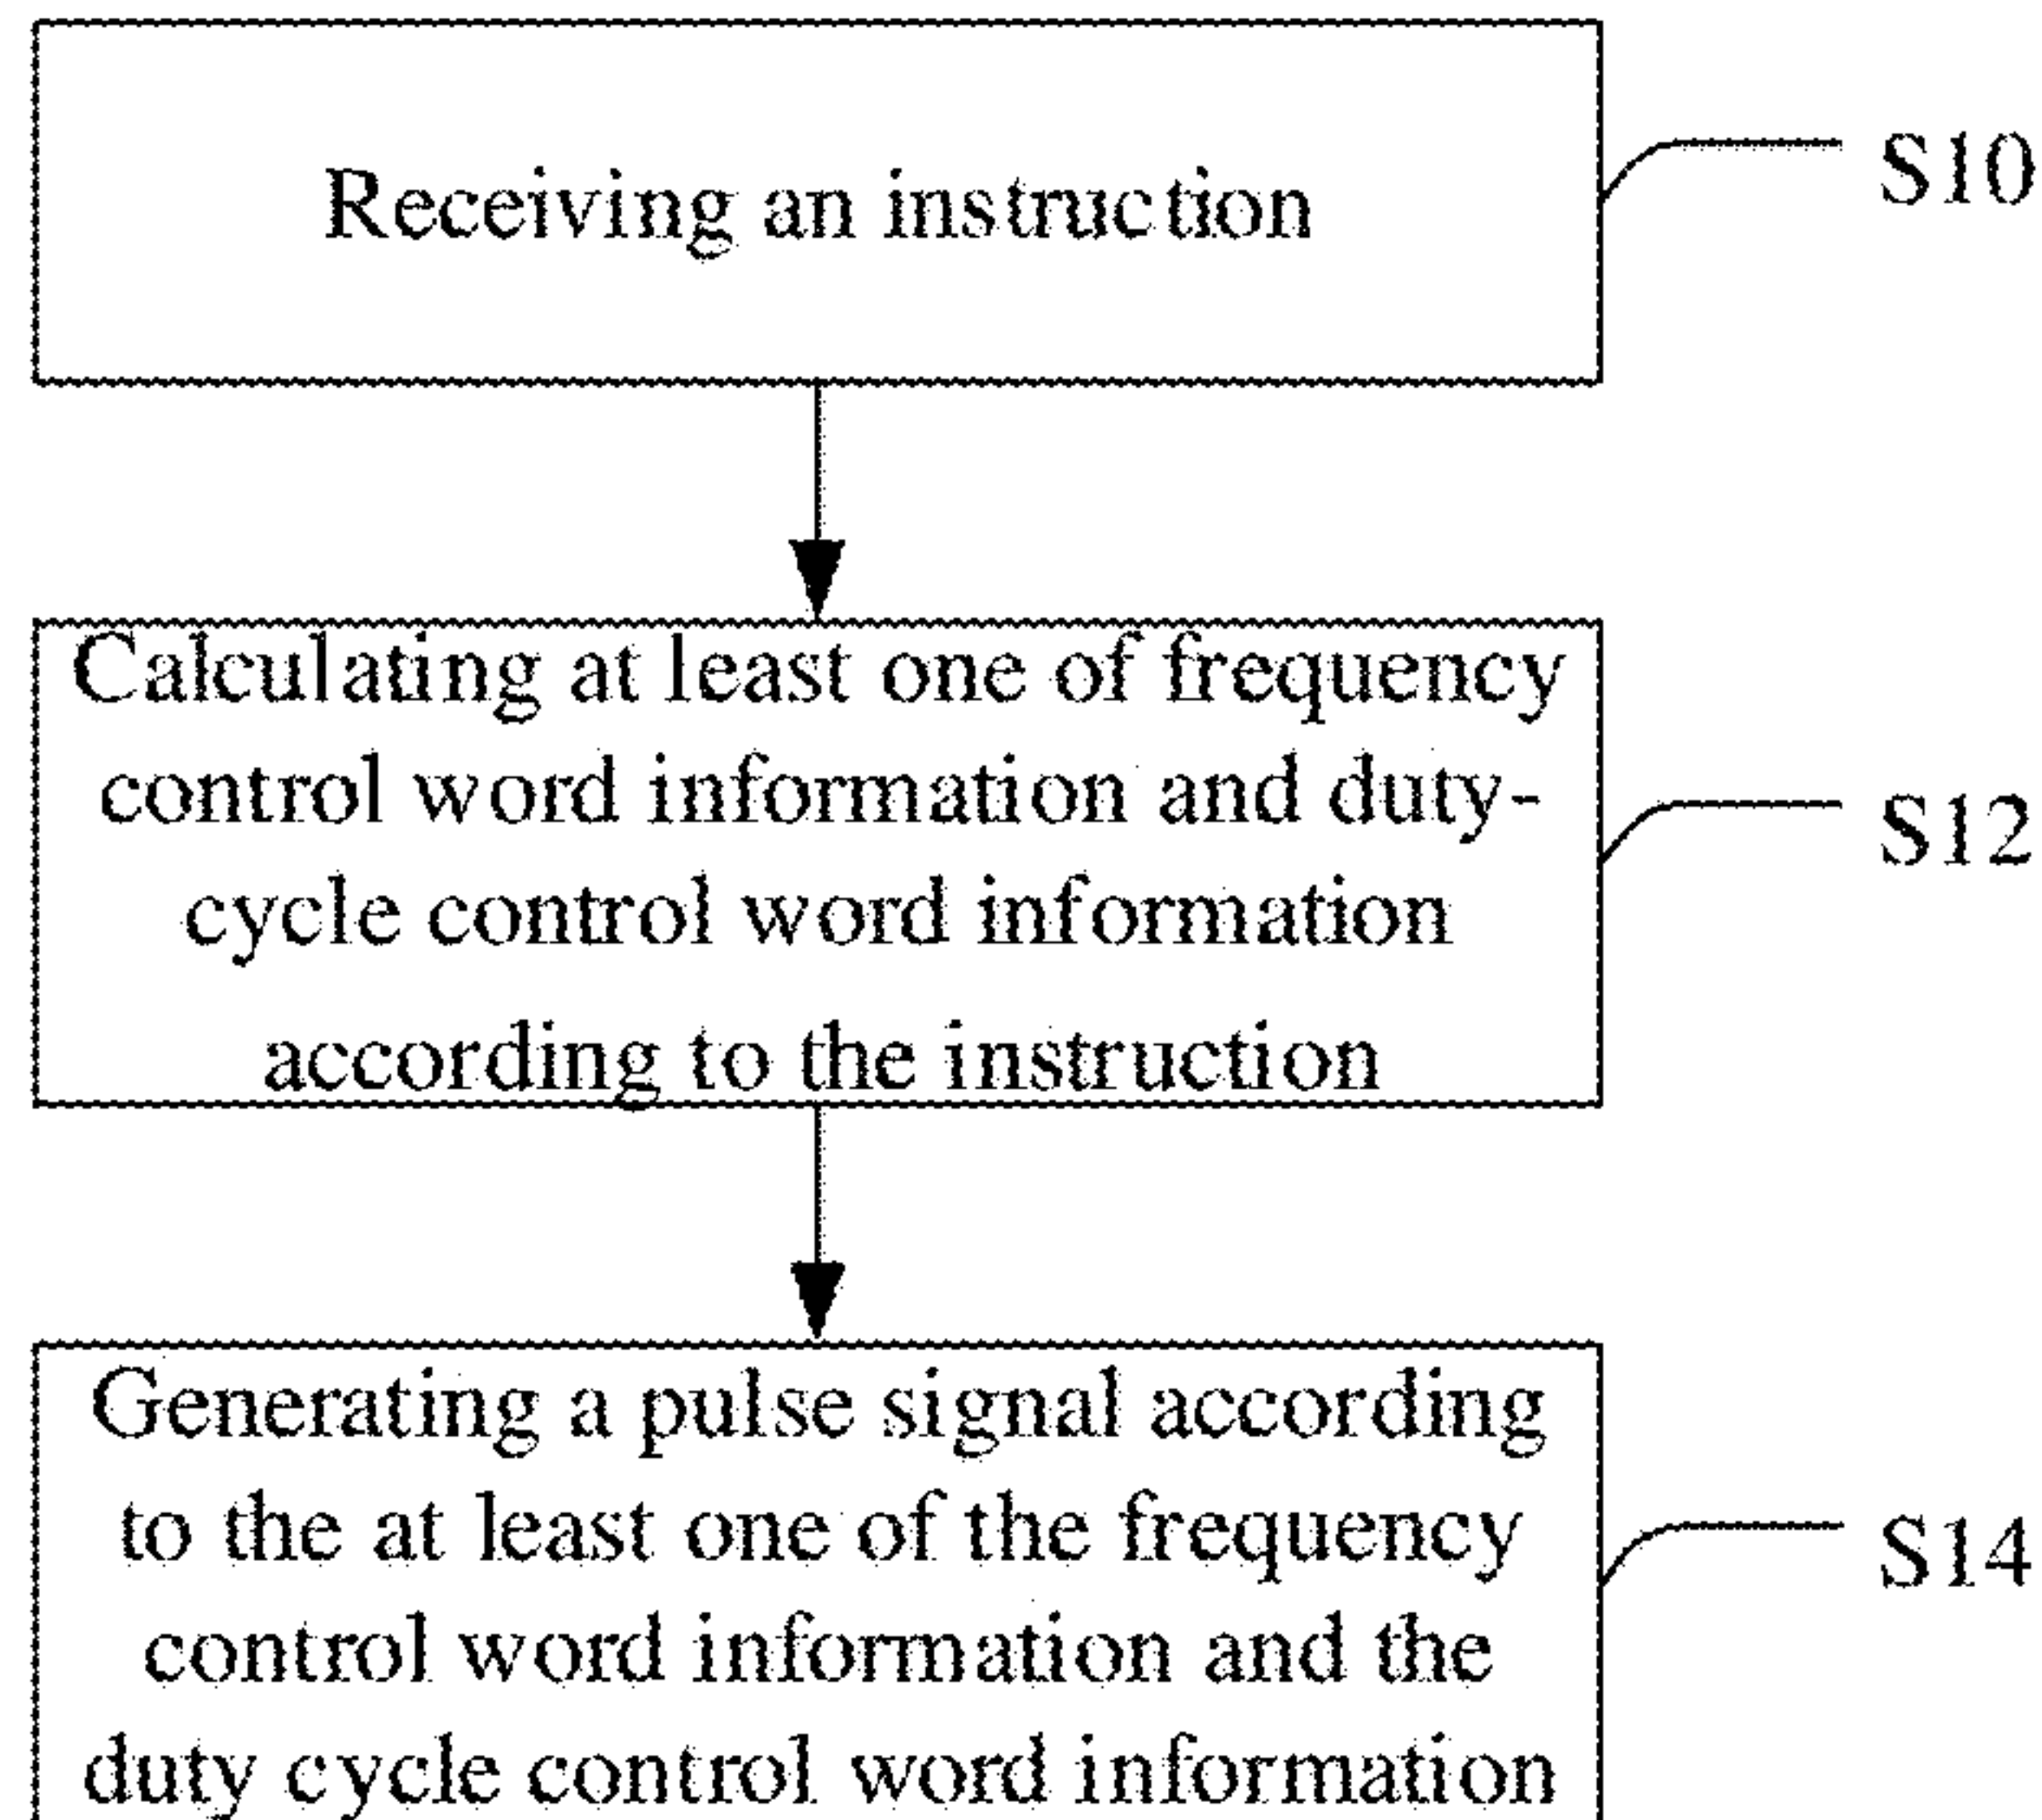 Receiving an instruction
S10
Calculating at least one of frequency
control word information and duty-
cycle control word information
according to the instruction
S12
Generating a pulse signal according
to the at least one of the frequency
control word information and the
duty cycle control word information
S14